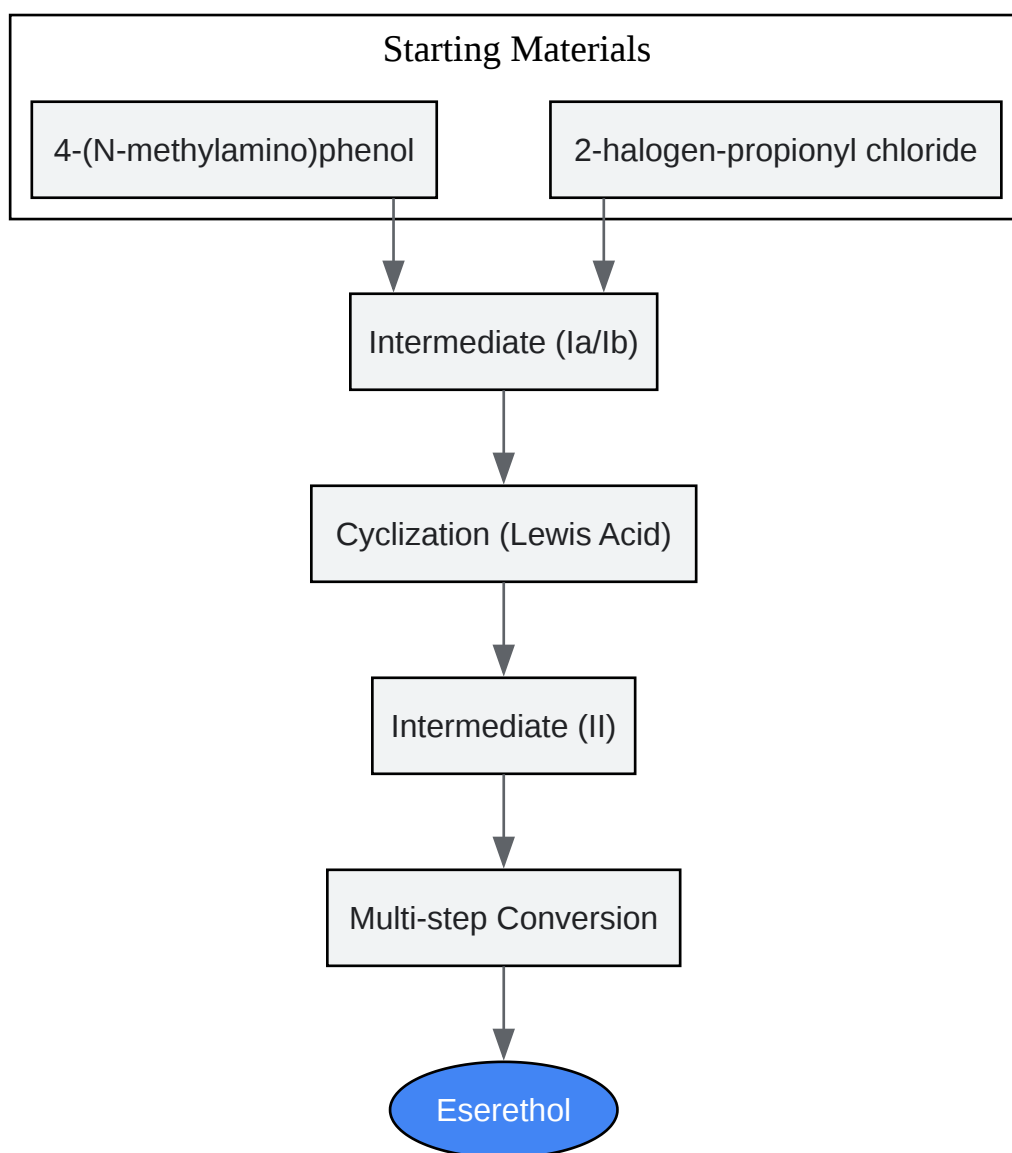 Starting Materials
4-(N-methylamino)phenol
2-halogen-propionyl chloride
Intermediate (Ia/Ib)
Cyclization (Lewis Acid)
Intermediate (II)
Multi-step Conversion
Eserethol